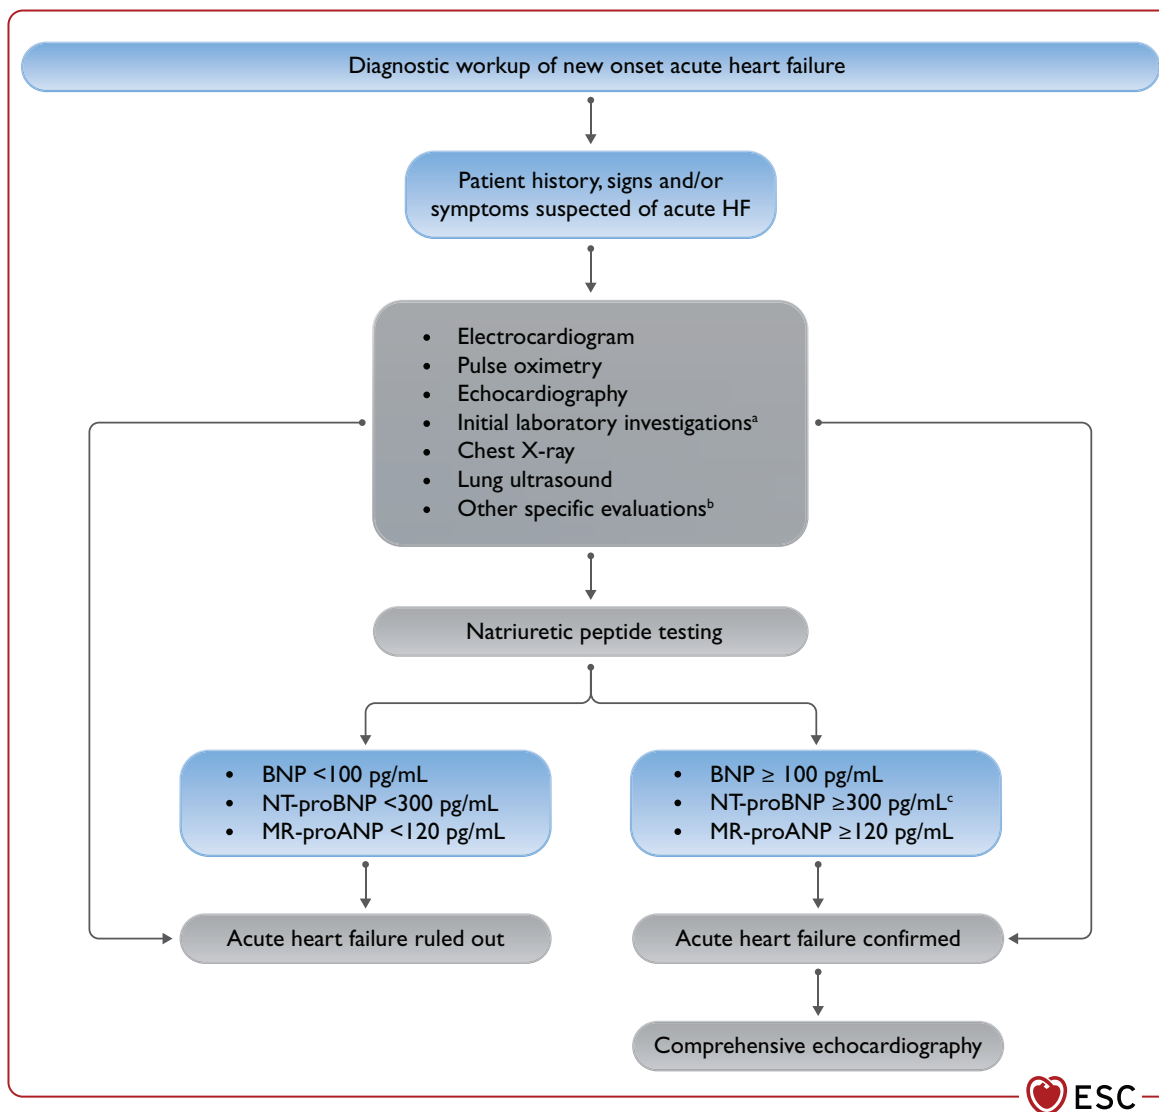 Diagnostic workup of new onset acute heart failure
Patient history, signs and/or
symptoms suspected of acute HF
• Electrocardiogram
• Pulse oximetry
• Echocardiography
• Initial laboratory investigationsᵃ
• Chest X-ray
• Lung ultrasound
• Other specific evaluationsᵇ
Natriuretic peptide testing
• BNP <100 pg/mL
• NT-proBNP <300 pg/mL
• MR-proANP <120 pg/mL
• BNP ≥ 100 pg/mL
• NT-proBNP ≥300 pg/mLᶜ
• MR-proANP ≥120 pg/mL
Acute heart failure ruled out
Acute heart failure confirmed
Comprehensive echocardiography
ESC